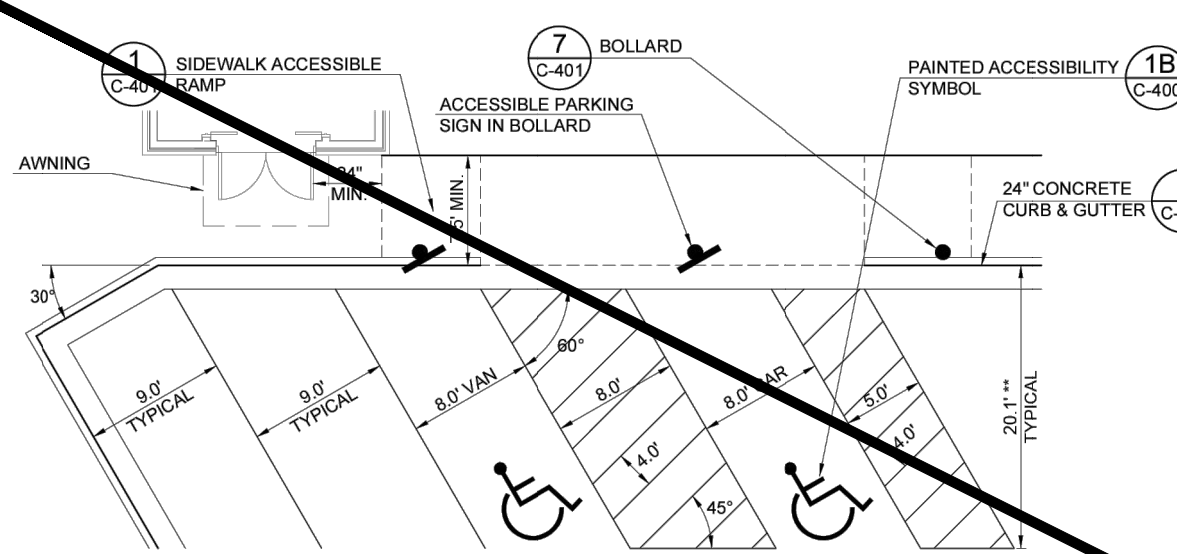 1
C-401
SIDEWALK ACCESSIBLE
RAMP
7
C-401
BOLLARD
ACCESSIBLE PARKING
SIGN IN BOLLARD
PAINTED ACCESSIBILITY
SYMBOL
1B
C-400
AWNING
24"
MIN.
5' MIN.
24" CONCRETE
CURB & GUTTER
C-
30°
60°
9.0'
TYPICAL
9.0'
TYPICAL
8.0' VAN
8.0'
8.0' CAR
5.0'
20.1' **
TYPICAL
4.0'
4.0'
45°